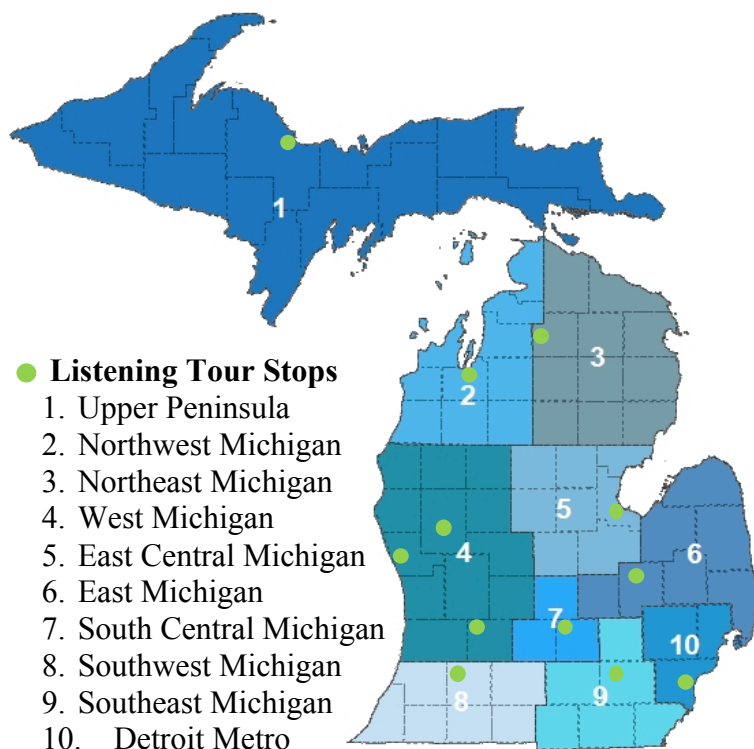 1
3
2
Listening Tour Stops
1. Upper Peninsula
2. Northwest Michigan
3. Northeast Michigan
4. West Michigan
5. East Central Michigan
6. East Michigan
7. South Central Michigan
8. Southwest Michigan
9. Southeast Michigan
10. Detroit Metro
5
4
6
7
10
8
9